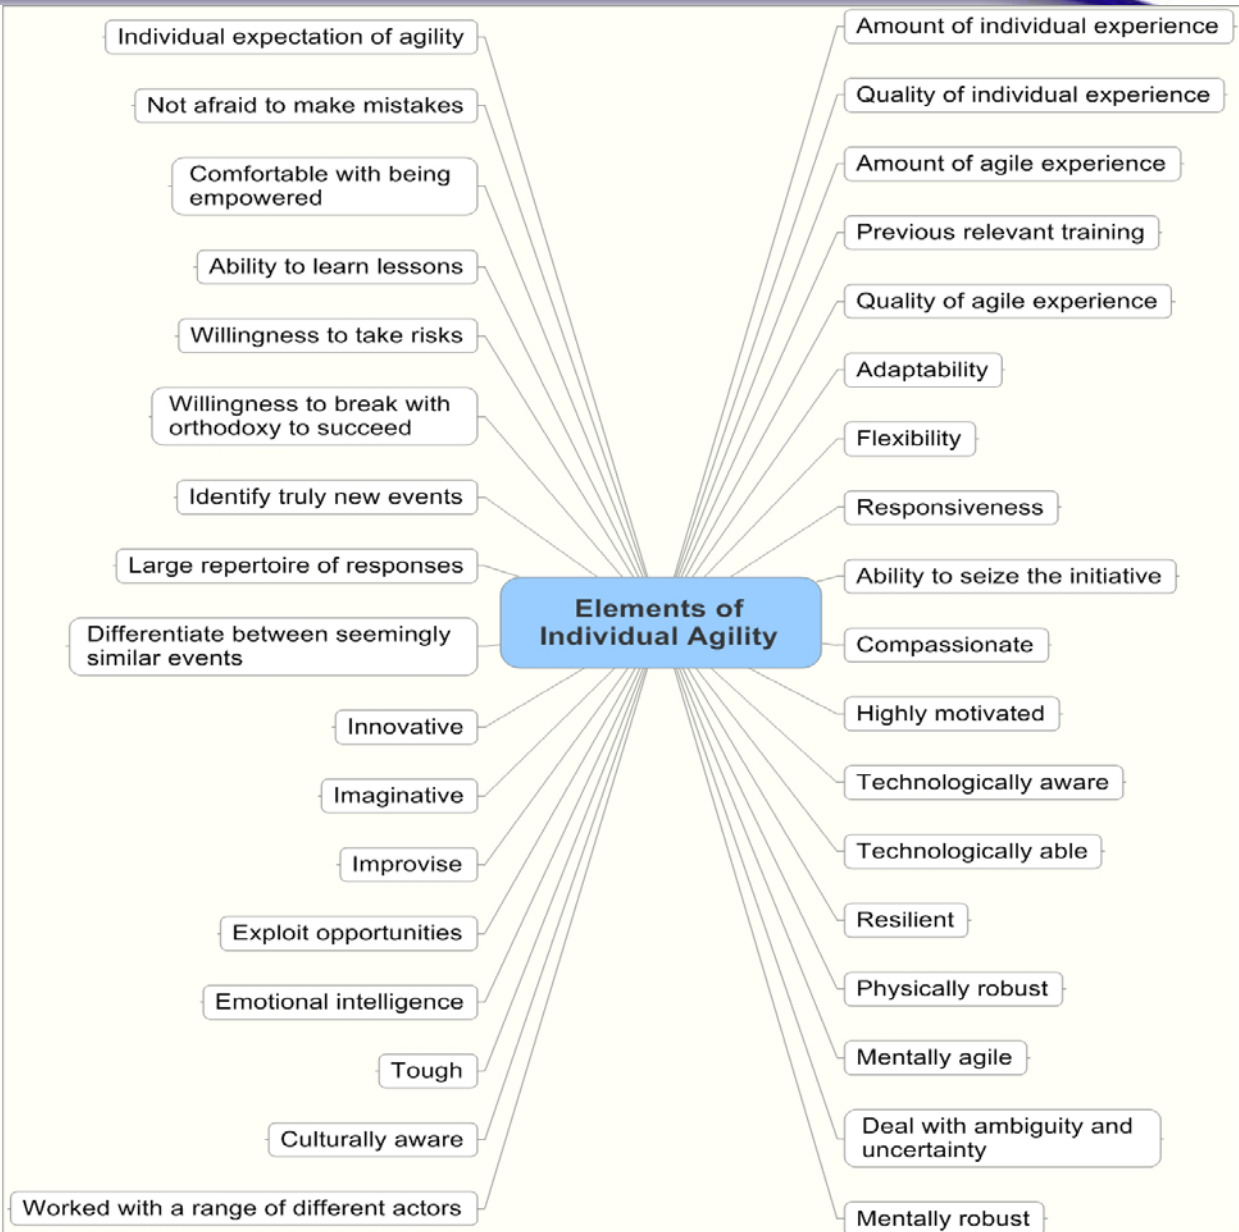 Individual expectation of agility
Not afraid to make mistakes
Comfortable with being
empowered
Ability to learn lessons
Willingness to take risks
Willingness to break with
orthodoxy to succeed
Identify truly new events
Large repertoire of responses
Differentiate between seemingly
similar events
Innovative
Imaginative
Improvise
Exploit opportunities
Emotional intelligence
Tough
Culturally aware
Worked with a range of different actors
Elements of
Individual Agility
Amount of individual experience
Quality of individual experience
Amount of agile experience
Previous relevant training
Quality of agile experience
Adaptability
Flexibility
Responsiveness
Ability to seize the initiative
Compassionate
Highly motivated
Technologically aware
Technologically able
Resilient
Physically robust
Mentally agile
Deal with ambiguity and
uncertainty
Mentally robust